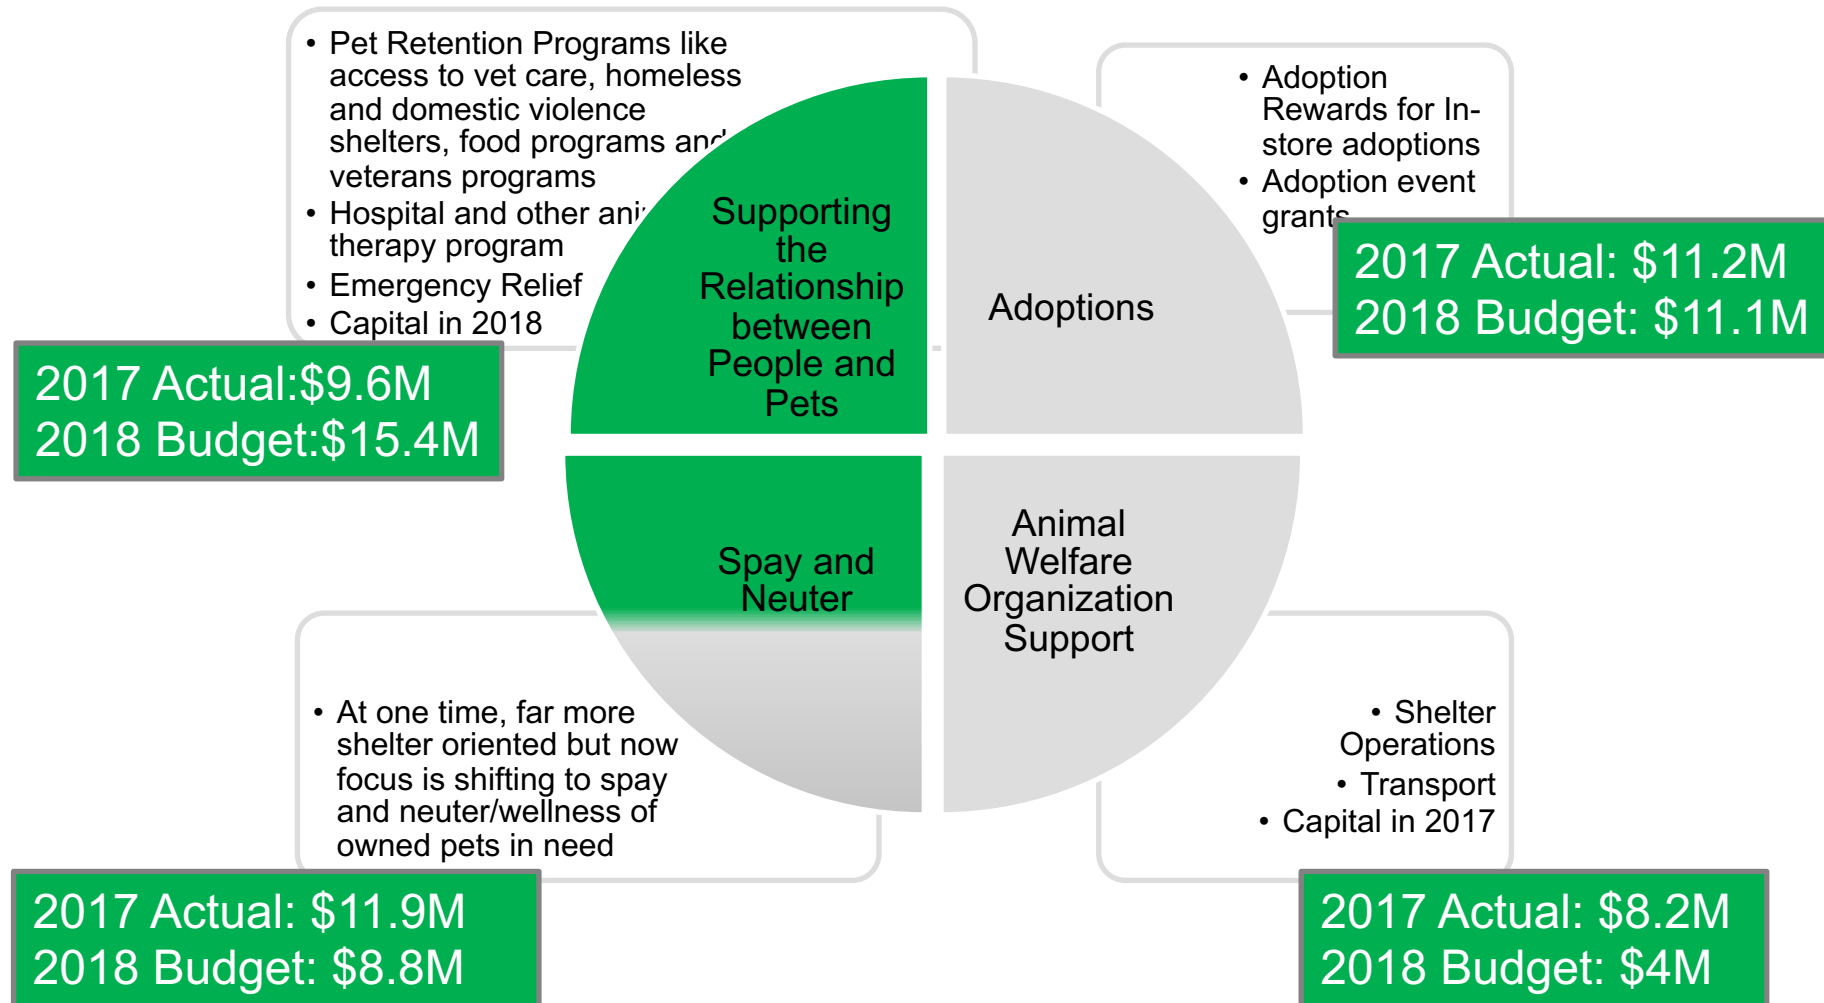 • Pet Retention Programs like
access to vet care, homeless
and domestic violence
shelters, food programs and
veterans programs
• Hospital and other
therapy program
• Emergency Relief
• Capital in 2018
2017 Actual:$9.6M
2018 Budget:$15.4M
Supporting
the
Relationship
between
People and
Pets
Adoptions
• Adoption
Rewards for In-
store adoptions
• Adoption event
grants
2017 Actual: $11.2M
2018 Budget: $11.1M
Spay and
Neuter
• At one time, far more
shelter oriented but now
focus is shifting to spay
and neuter/wellness of
owned pets in need
2017 Actual: $11.9M
2018 Budget: $8.8M
Animal
Welfare
Organization
Support
• Shelter
Operations
• Transport
• Capital in 2017
2017 Actual: $8.2M
2018 Budget: $4M